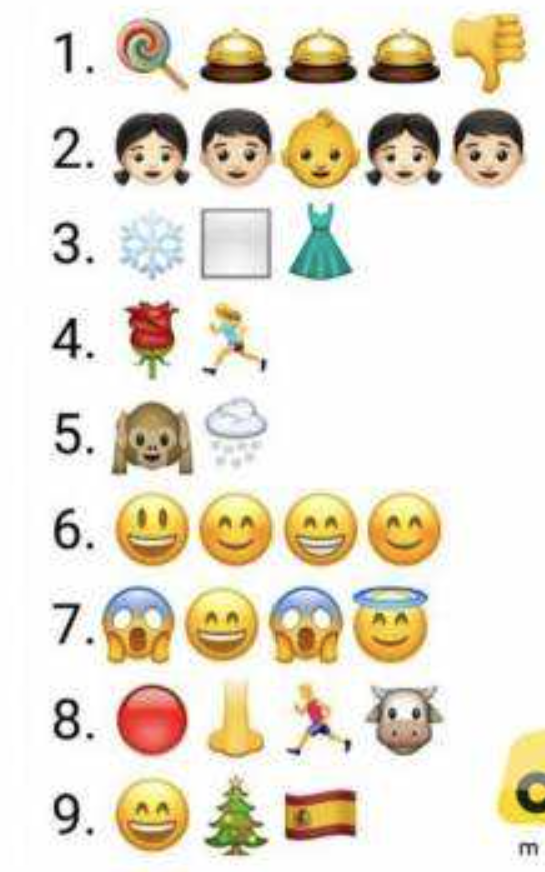 1. 🍭 🛎️ 🛎️ 🛎️ 👎
2. 👧🏻 👦🏻 👶 👧🏻 👦🏻
3. ❄️ ◻️ 👗
4. 🌹 🏃‍♀️
5. 🙉 🌨️
6. 😃 😊 😁 😊
7. 😱 😄 😱 😇
8. 🔴 👃 🏃‍♀️ 🐮
9. 😄 🎄 🇪🇸
m